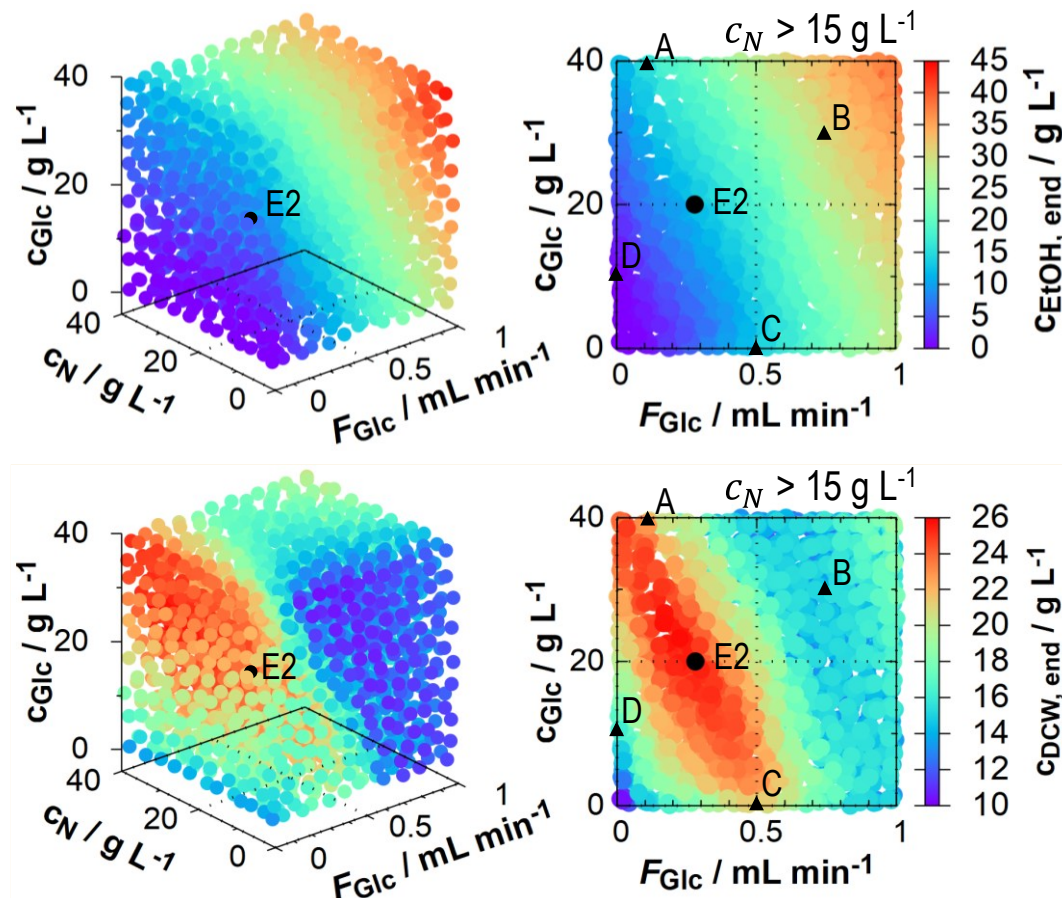 40
20
0
c_Glc / g L⁻¹
E2
40
20
0
c_N / g L⁻¹
0
0.5
1
F_Glc / mL min⁻¹
c_N > 15 g L⁻¹
A
B
E2
D
C
40
20
0
c_Glc / g L⁻¹
0
0.5
1
F_Glc / mL min⁻¹
45
40
35
30
25
20
15
10
5
0
c_EtOH, end / g L⁻¹
40
20
0
c_Glc / g L⁻¹
E2
40
20
0
c_N / g L⁻¹
0
0.5
1
F_Glc / mL min⁻¹
c_N > 15 g L⁻¹
A
B
E2
D
C
40
20
0
c_Glc / g L⁻¹
0
0.5
1
F_Glc / mL min⁻¹
26
24
22
20
18
16
14
12
10
c_DCW, end / g L⁻¹